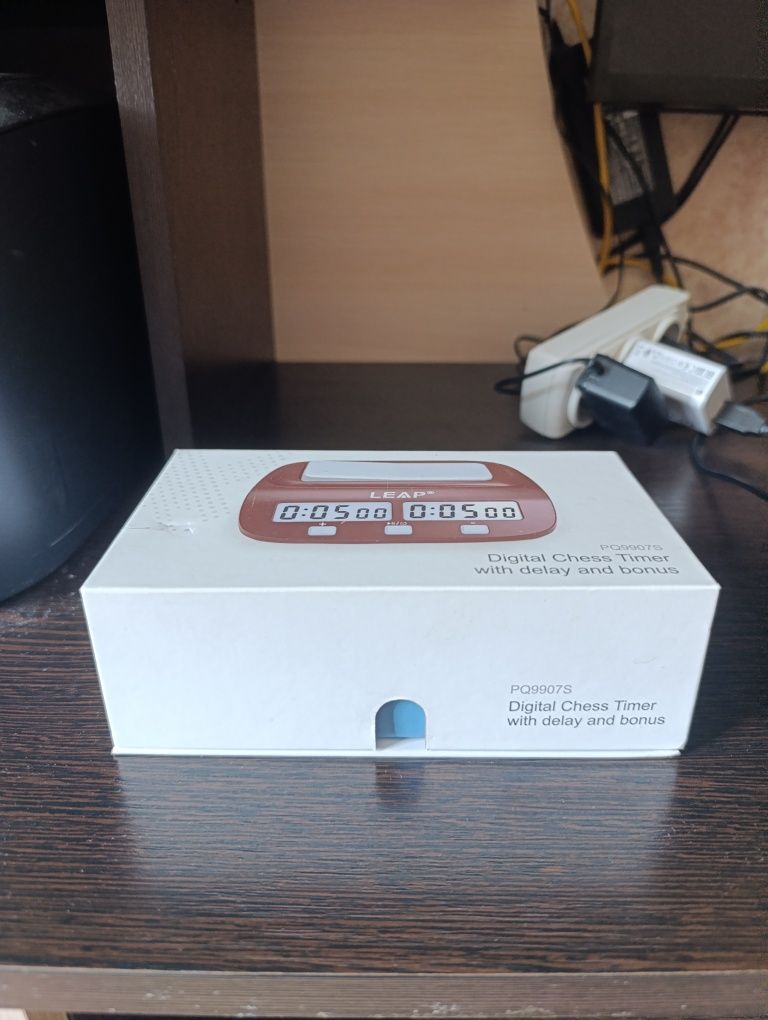 LEAP®
0:05 00 0:05 00
PQ9907S
Digital Chess Timer
with delay and bonus
PQ9907S
Digital Chess Timer
with delay and bonus